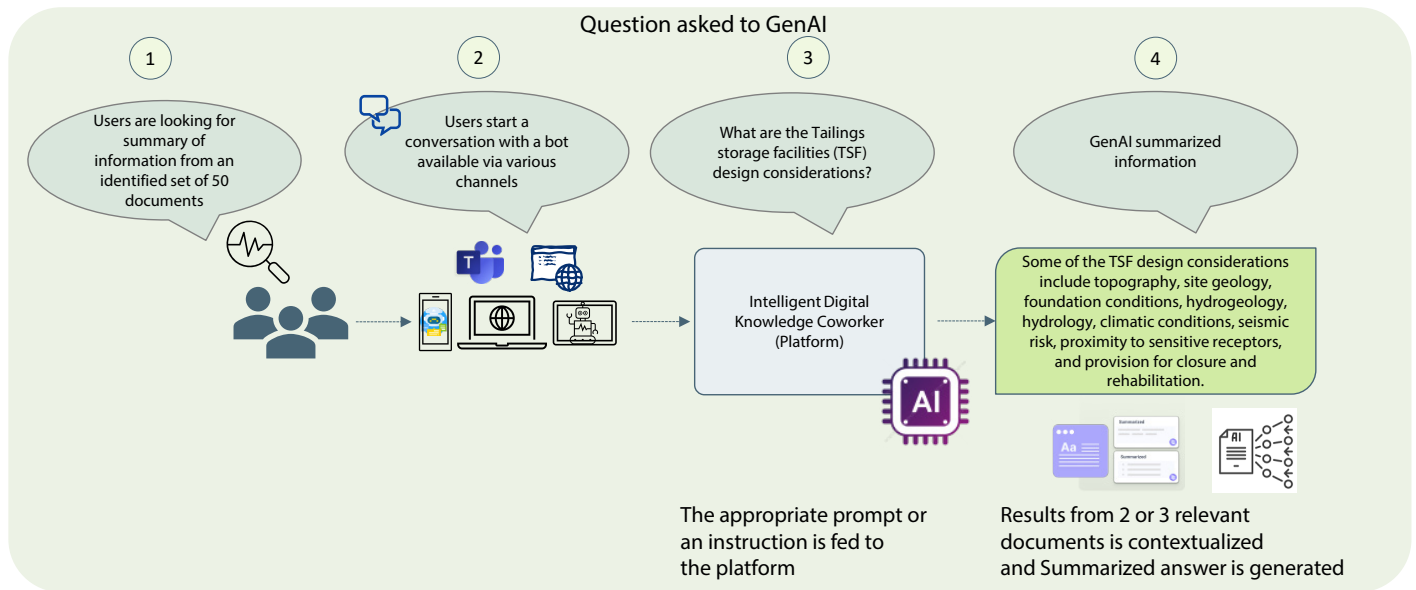 Question asked to GenAI
1
Users are looking for
summary of
information from an
identified set of 50
documents
2
Users start a
conversation with a bot
available via various
channels
3
What are the Tailings
storage facilities (TSF)
design considerations?
4
GenAI summarized
information
T
Intelligent Digital
Knowledge Coworker
(Platform)
AI
Some of the TSF design considerations
include topography, site geology,
foundation conditions, hydrogeology,
hydrology, climatic conditions, seismic
risk, proximity to sensitive receptors,
and provision for closure and
rehabilitation.
Aa
Summarized
Summarized
AI
The appropriate prompt or
an instruction is fed to
the platform
Results from 2 or 3 relevant
documents is contextualized
and Summarized answer is generated